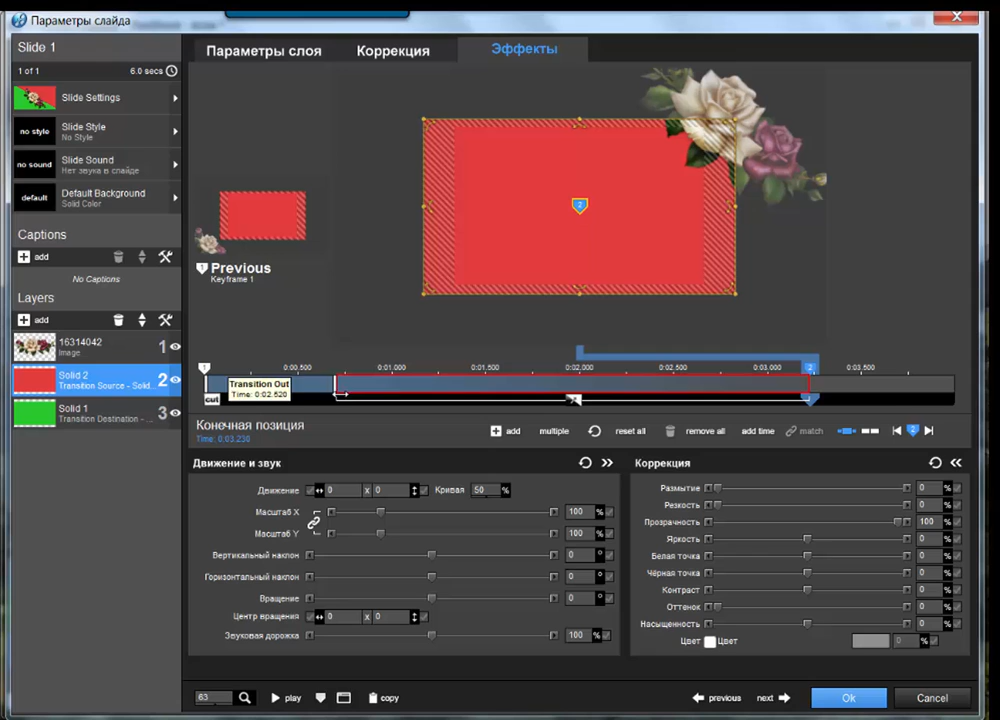 Параметры слайда
Slide 1
1 of 1
6.0 secs
Slide Settings
no style
Slide Style
No Style
no sound
Slide Sound
Нет звука в слайде
default
Default Background
Solid Color
Captions
add
No Captions
Layers
add
16314042
Image
1
Solid 2
Transition Source - Solid..
2
Solid 1
Transition Destination - ...
3
Параметры слоя
Коррекция
Эффекты
2
1 Previous
Keyframe 1
1
0:00.500
0:01.000
0:01.500
0:02.000
0:02.500
0:03.000
2
0:03.500
cut
Transition Out
Time: 0:02.520
Конечная позиция
Time: 0:03.230
add
multiple
reset all
remove all
add time
match
2
Движение и звук
Движение 0 x 0 Кривая 50 %
Масштаб X 100 %
Масштаб Y 100 %
Вертикальный наклон 0 °
Горизонтальный наклон 0 °
Вращение 0 °
Центр вращения 0 x 0
Звуковая дорожка 100 %
Коррекция
Размытие 0 %
Резкость 0 %
Прозрачность 100 %
Яркость 0 %
Белая точка 0 %
Чёрная точка 0 %
Контраст 0 %
Оттенок 0 %
Насыщенность 0 %
Цвет Цвет 0 %
63
play
copy
previous
next
Ok
Cancel